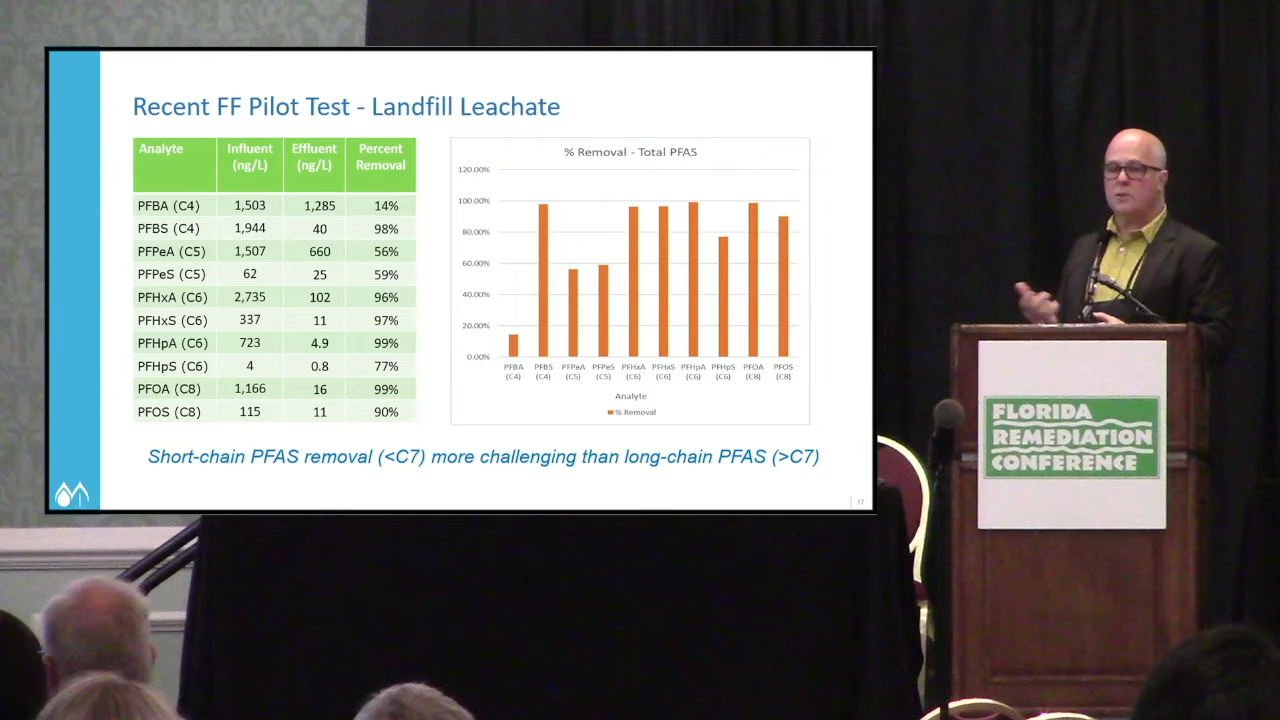 Recent FF Pilot Test - Landfill Leachate
Analyte Influent (ng/L) Effluent (ng/L) Percent Removal
PFBA (C4) 1,503 1,285 14%
PFBS (C4) 1,944 40 98%
PFPeA (C5) 1,507 660 56%
PFPeS (C5) 62 25 59%
PFHxA (C6) 2,735 102 96%
PFHxS (C6) 337 11 97%
PFHpA (C6) 723 4.9 99%
PFHpS (C6) 4 0.8 77%
PFOA (C8) 1,166 16 99%
PFOS (C8) 115 11 90%
% Removal - Total PFAS
120.00%
100.00%
80.00%
60.00%
40.00%
20.00%
0.00%
PFBA PFBS PFPeA PFPeS PFHxA PFHxS PFHpA PFHpS PFOA PFOS
(C4) (C4) (C5) (C5) (C6) (C6) (C6) (C6) (C8) (C8)
Analyte
% Removal
Short-chain PFAS removal (<C7) more challenging than long-chain PFAS (>C7)
17
FLORIDA
REMEDIATION
CONFERENCE